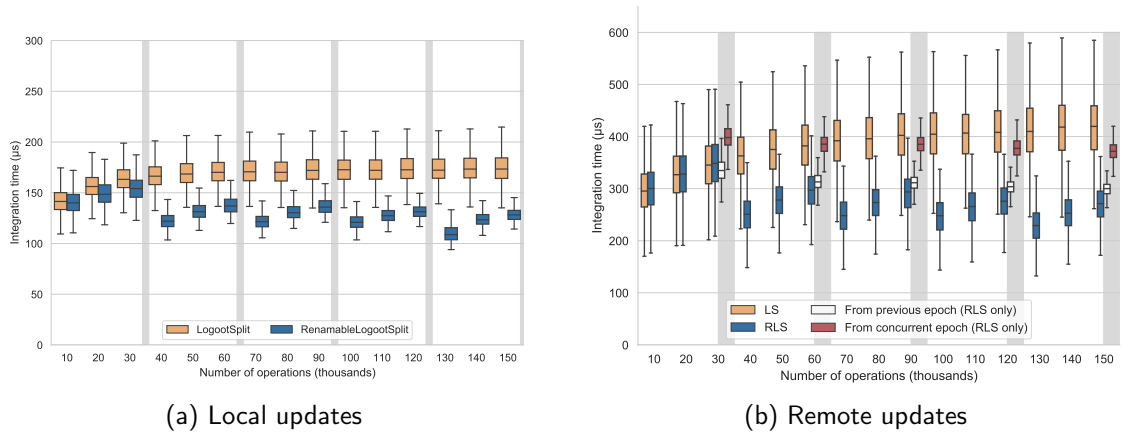 300
250
200
150
100
50
0
Integration time (µs)
LogootSplit
RenamableLogootSplit
10 20 30 40 50 60 70 80 90 100 110 120 130 140 150
Number of operations (thousands)
(a) Local updates
600
500
400
300
200
100
0
Integration time (µs)
LS
RLS
From previous epoch (RLS only)
From concurrent epoch (RLS only)
10 20 30 40 50 60 70 80 90 100 110 120 130 140 150
Number of operations (thousands)
(b) Remote updates